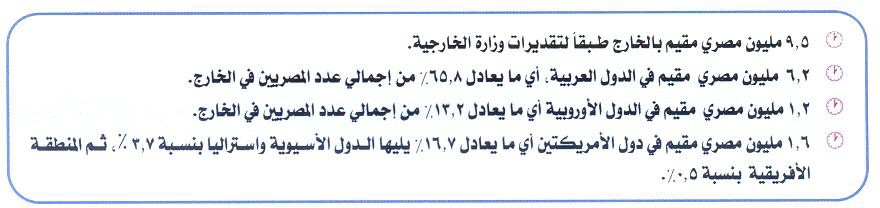 ٩,٥ مليون مصري مقيم بالخارج طبقاً لتقديرات وزارة الخارجية.
٦,٢ مليون مصري مقيم في الدول العربية، أي ما يعادل ٦٥,٨٪ من إجمالي عدد المصريين في الخارج.
١,٢ مليون مصري مقيم في الدول الأوروبية أي ما يعادل ١٣,٢٪ من إجمالي عدد المصريين في الخارج.
١,٦ مليون مصري مقيم في دول الأمريكتين أي ما يعادل ١٦,٧٪ يليها الدول الأسيوية واستراليا بنسبة ٣,٧ ٪، ثم المنطقة
الأفريقية بنسبة ٠,٥٪.